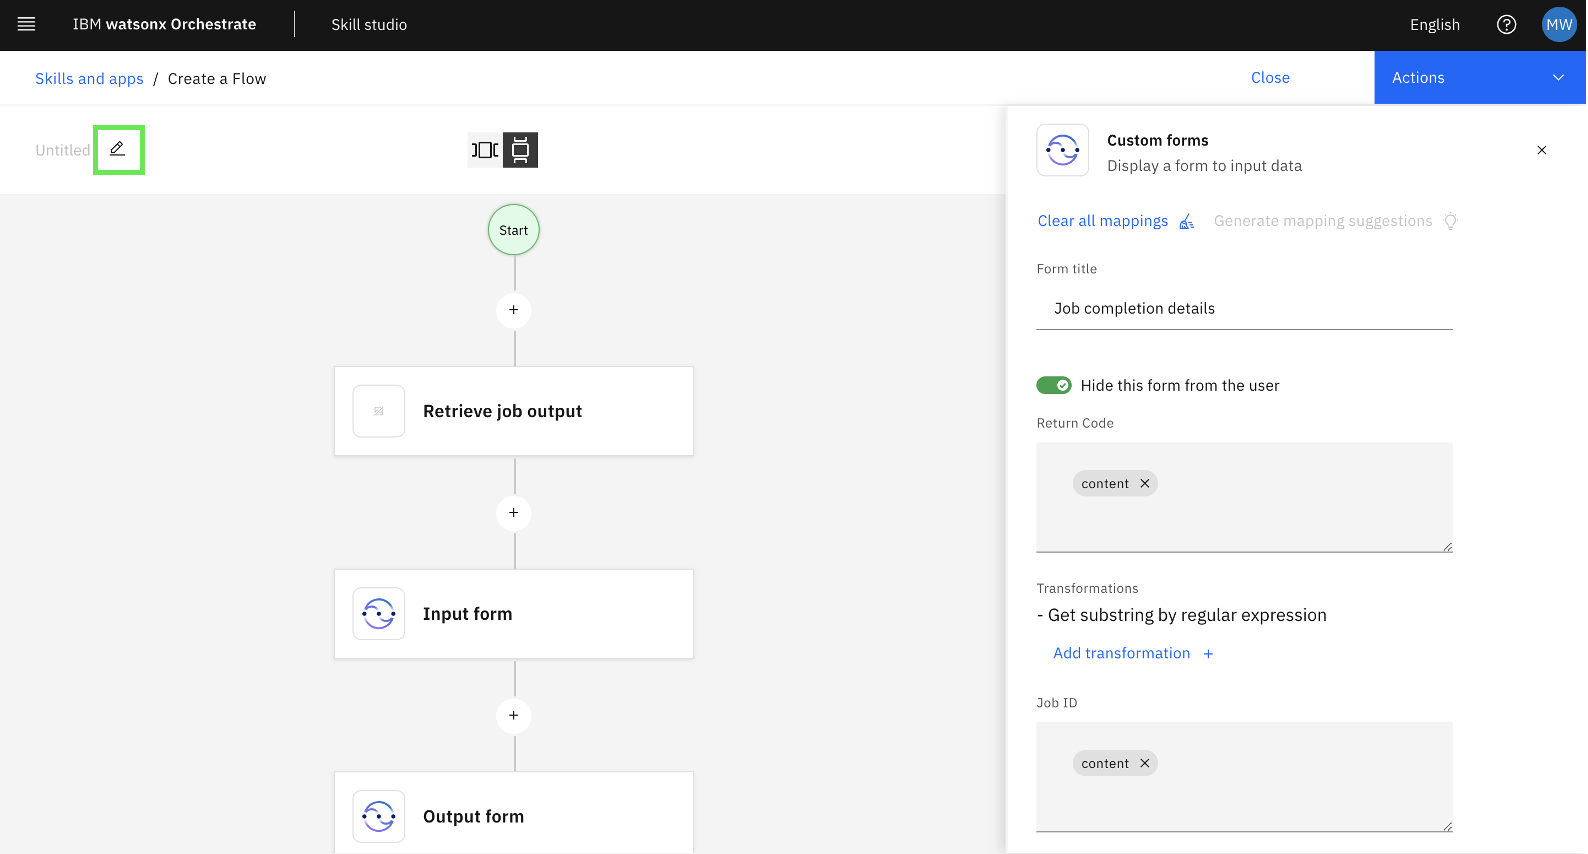 IBM watsonx Orchestrate
Skill studio
English
MW
Skills and apps / Create a Flow
Close
Actions
Untitled
Start
+
Retrieve job output
+
Input form
+
Output form
Custom forms
Display a form to input data
Clear all mappings
Generate mapping suggestions
Form title
Job completion details
Hide this form from the user
Return Code
content
Transformations
- Get substring by regular expression
Add transformation +
Job ID
content